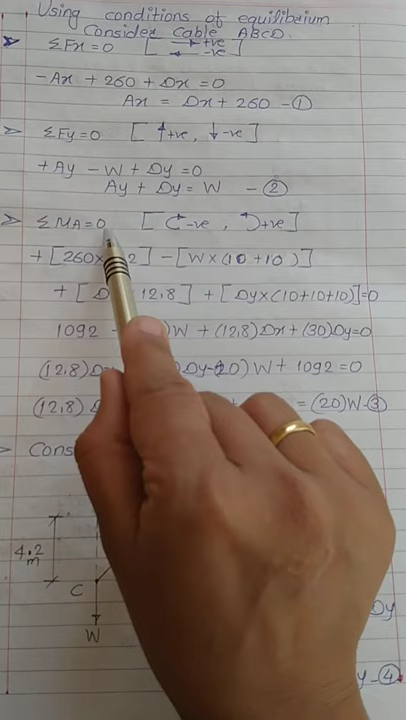 Using conditions of equilibrium
Consider cable ABCD.
ΣFx=0 [ → +ve ← -ve ]
-Ax + 260 + Dx = 0
Ax = Dx + 260 - ①
ΣFy=0 [ ↑+ve, ↓-ve ]
+Ay - W + Dy = 0
Ay + Dy = W - ②
ΣMA=0 [ ↻-ve, ↺+ve ]
+ [260× 2] - [W×(10+10)]
+ [D 12.8] + [Dy×(10+10+10)]=0
1092 - )W + (12.8)Dx + (30)Dy=0
(12.8)D Dy-(20)W + 1092 = 0
(12.8) = (20)W-③
Cons
4.2
m
C
W
Dy
y-④